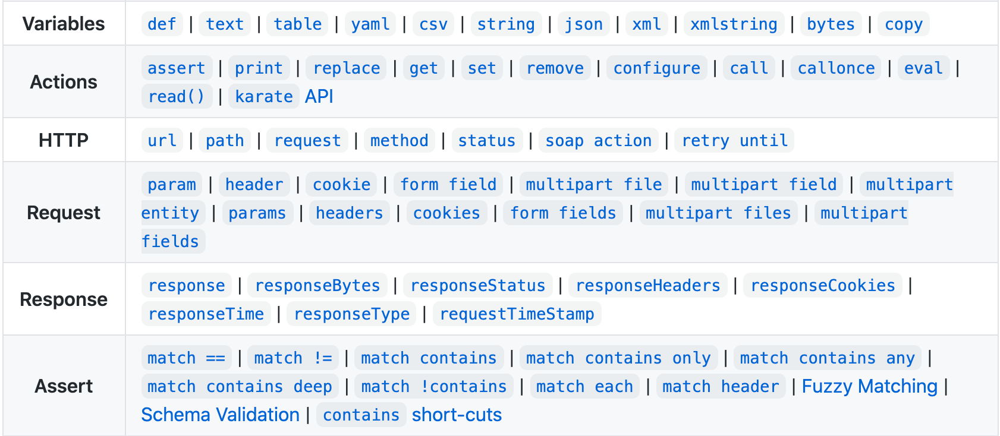 Variables def | text | table | yaml | csv | string | json | xml | xmlstring | bytes | copy
Actions assert | print | replace | get | set | remove | configure | call | callonce | eval |
read() | karate API
HTTP url | path | request | method | status | soap action | retry until
Request param | header | cookie | form field | multipart file | multipart field | multipart
entity | params | headers | cookies | form fields | multipart files | multipart
fields
Response response | responseBytes | responseStatus | responseHeaders | responseCookies |
responseTime | responseType | requestTimeStamp
Assert match == | match != | match contains | match contains only | match contains any |
match contains deep | match !contains | match each | match header | Fuzzy Matching |
Schema Validation | contains short-cuts